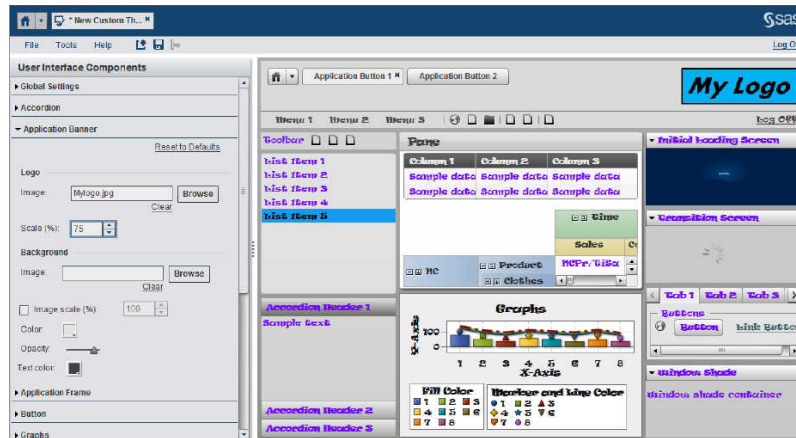 * New Custom Th... ×
sas
File Tools Help
Log O
User Interface Components
Global Settings
Accordion
Application Banner
Reset to Defaults
Logo
Image: Mylogo.jpg Browse
Clear
Scale (%): 75
Background
Image: Browse
Clear
Image scale (%): 100
Color:
Opacity:
Text color:
Application Frame
Button
Graphs
Application Button 1 × Application Button 2
My Logo
Menu 1 Menu 2 Menu 3
Log Off
Toolbar
List Item 1
List Item 2
List Item 3
List Item 4
List Item 5
Accordion Header 1
Sample text
Accordion Header 2
Accordion Header 3
Pane
Column 1 Column 2 Column 3
Sample data Sample data Sample data
Sample data Sample data Sample data
Time
Sales
NC Product
Clothes
Graphs
Y-Axis
100
0
1 2 3 4 5 6 7 8
X-Axis
Fill Color
1 2 3
4 5 6
7 8
Marker and Line Color
1 2 3
4 5 6
7 8
Initial Loading Screen
Transition Screen
Tab 1 Tab 2 Tab 3
Buttons
Button Link Button
Window Shade
Window shade container